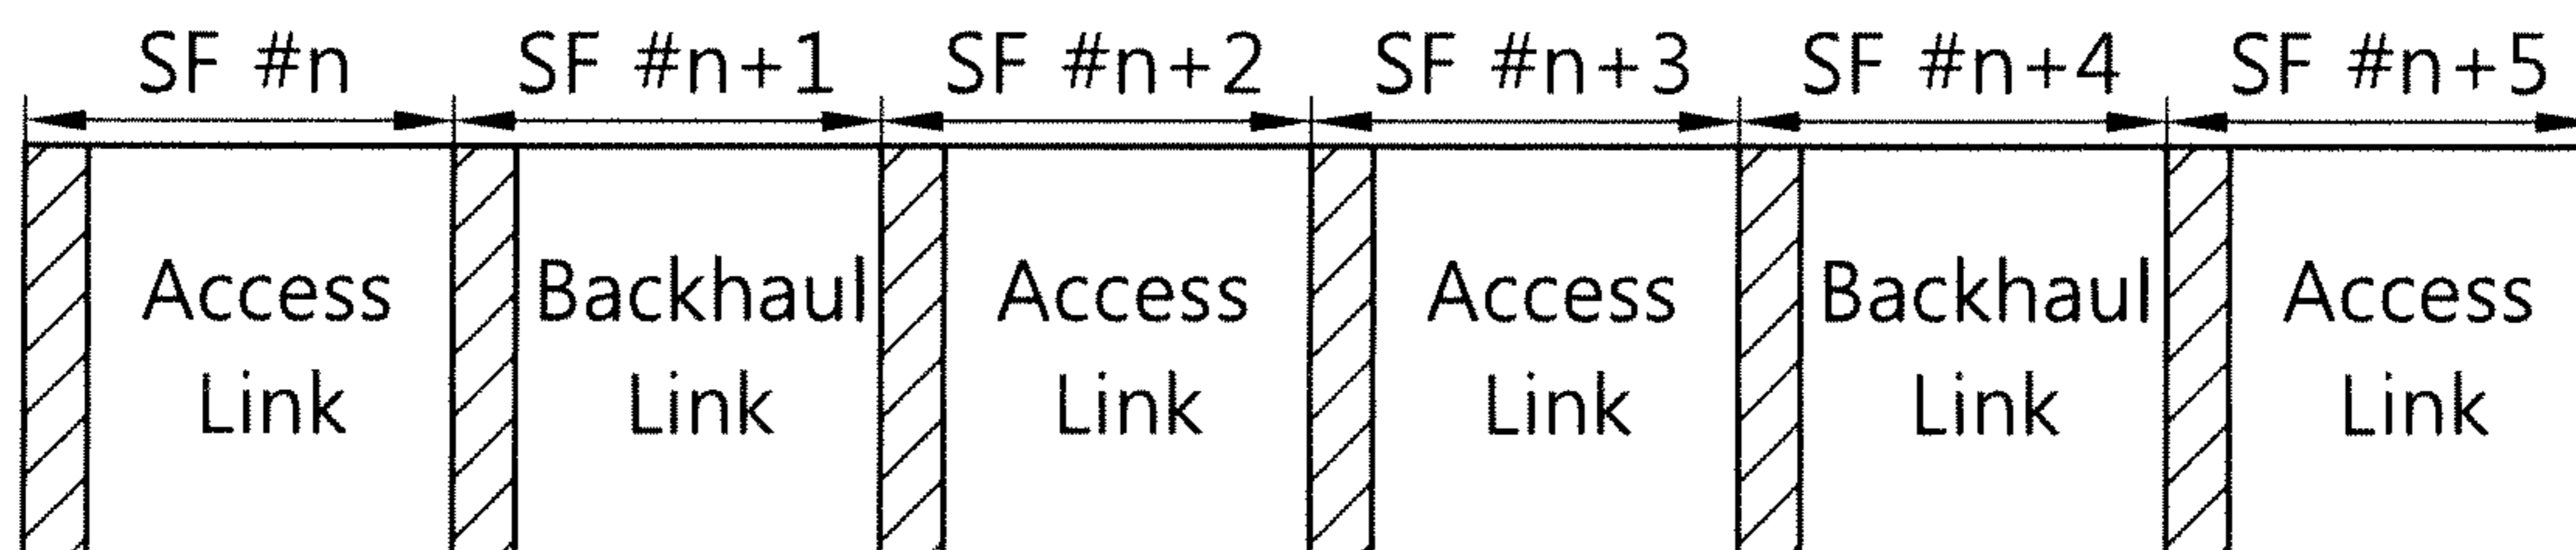 SF #n SF #n+1 SF #n+2 SF #n+3 SF #n+4 SF #n+5
Access Backhaul Access Access Backhaul Access
Link Link Link Link Link Link